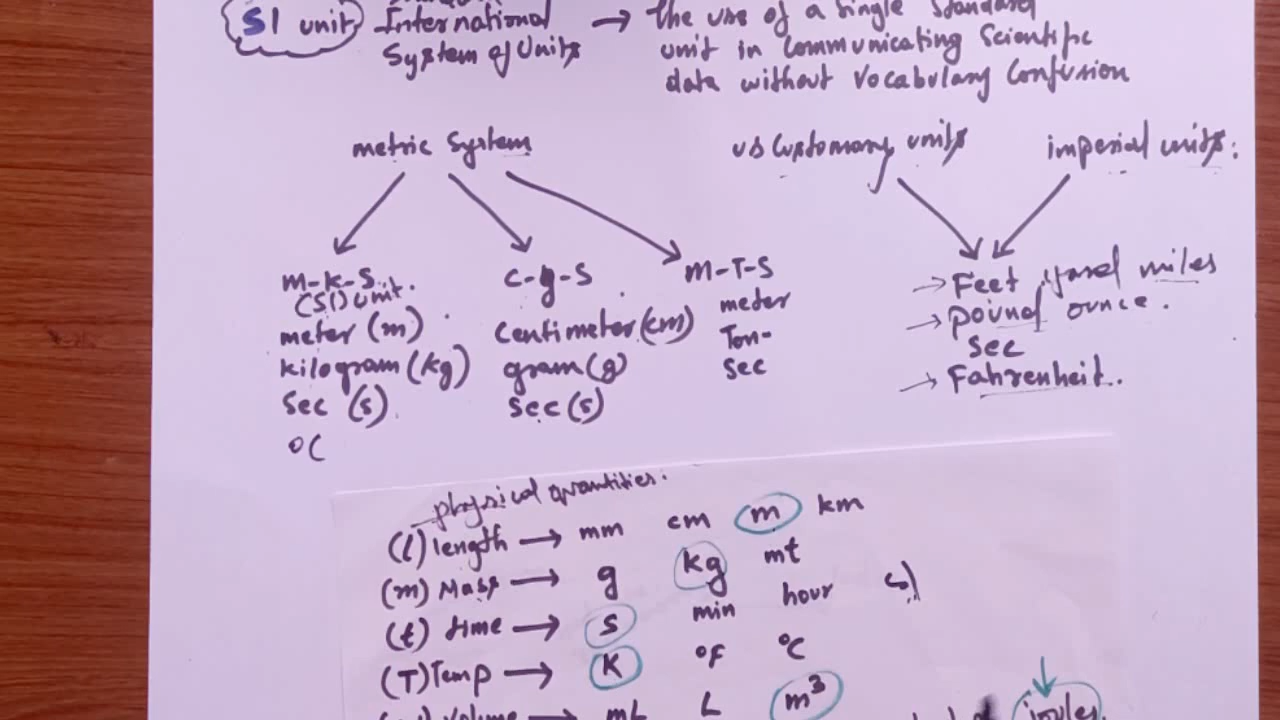 SI unit International → The use of a single standard
System of Units unit in Communicating Scientific
data without Vocabulary Confusion
metric System US Customary units imperial units:
M-K-S C-g-S M-T-S
(SI) unit.
meter (m) Centimeter (cm) meter
kilogram (kg) gram (g) Ton-
Sec (s) Sec (s) Sec
°C
→ Feet yard miles
→ pound ounce.
Sec
→ Fahrenheit.
physical quantities:
(l) length → mm cm m km
(m) Mass → g kg mt
(t) time → s min hour
(T) Temp → K °F °C
Volume → mL L m³
joules